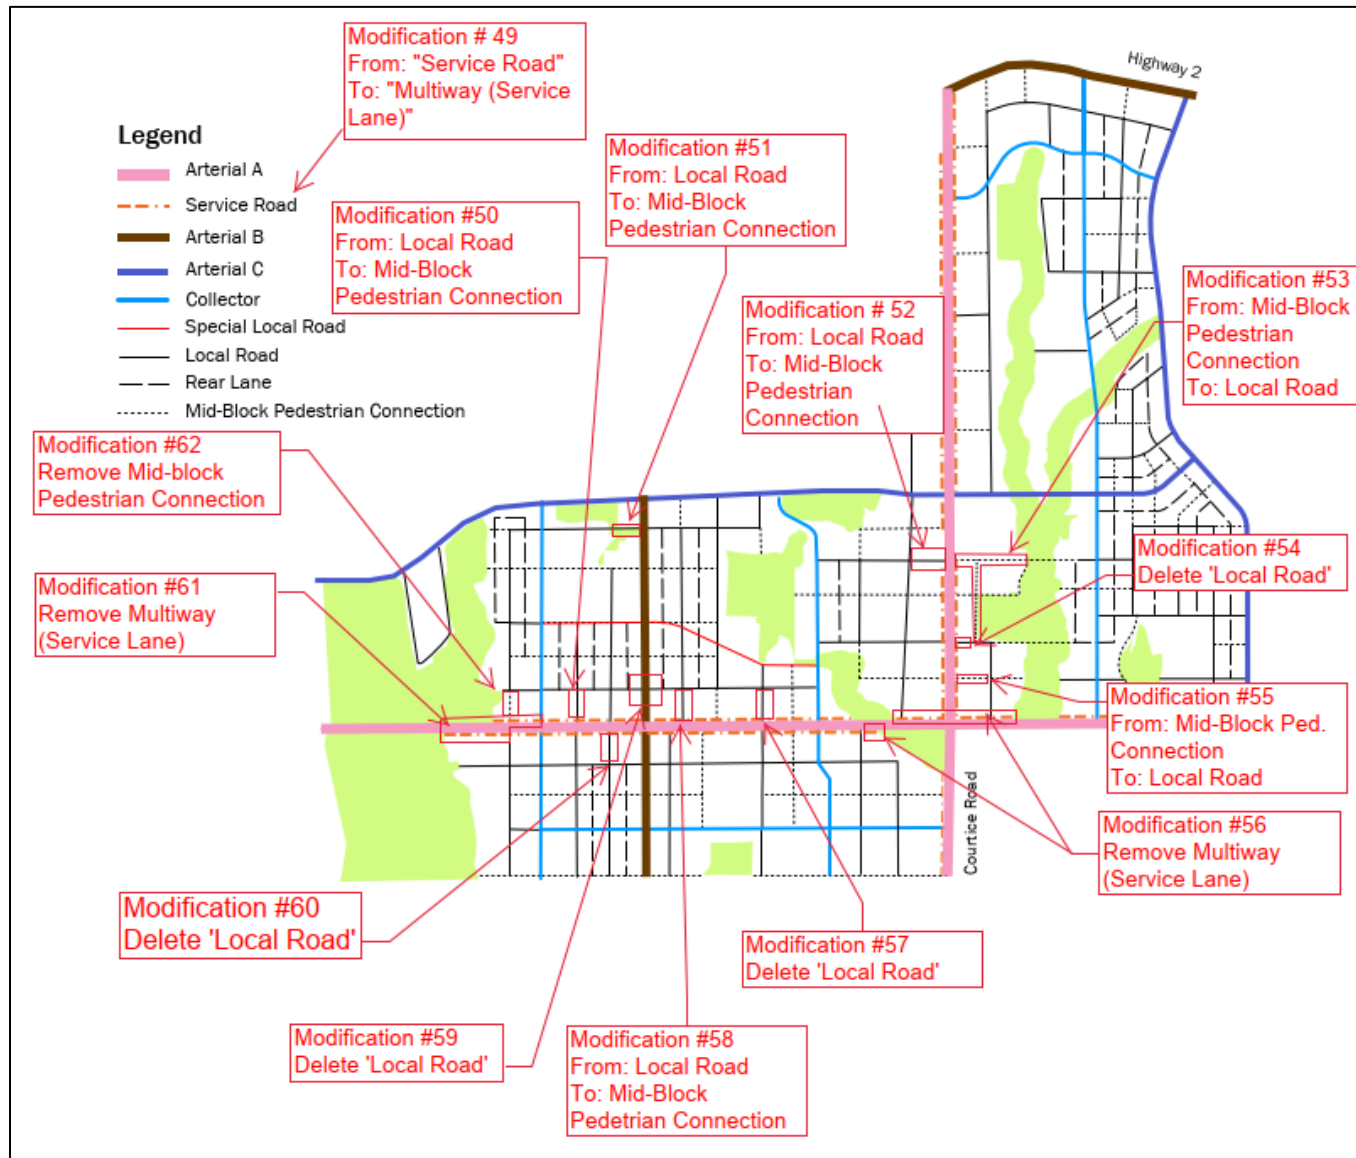 Modification # 49
From: "Service Road"
To: "Multiway (Service
Lane)"
Highway 2
Legend
Arterial A
Service Road
Arterial B
Arterial C
Collector
Special Local Road
Local Road
Rear Lane
Mid-Block Pedestrian Connection
Modification #51
From: Local Road
To: Mid-Block
Pedestrian Connection
Modification #50
From: Local Road
To: Mid-Block
Pedestrian Connection
Modification # 52
From: Local Road
To: Mid-Block
Pedestrian
Connection
Modification #53
From: Mid-Block
Pedestrian
Connection
To: Local Road
Modification #62
Remove Mid-block
Pedestrian Connection
Modification #54
Delete 'Local Road'
Modification #61
Remove Multiway
(Service Lane)
Modification #55
From: Mid-Block Ped.
Connection
To: Local Road
Courtice Road
Modification #56
Remove Multiway
(Service Lane)
Modification #60
Delete 'Local Road'
Modification #57
Delete 'Local Road'
Modification #59
Delete 'Local Road'
Modification #58
From: Local Road
To: Mid-Block
Pedetrian Connection